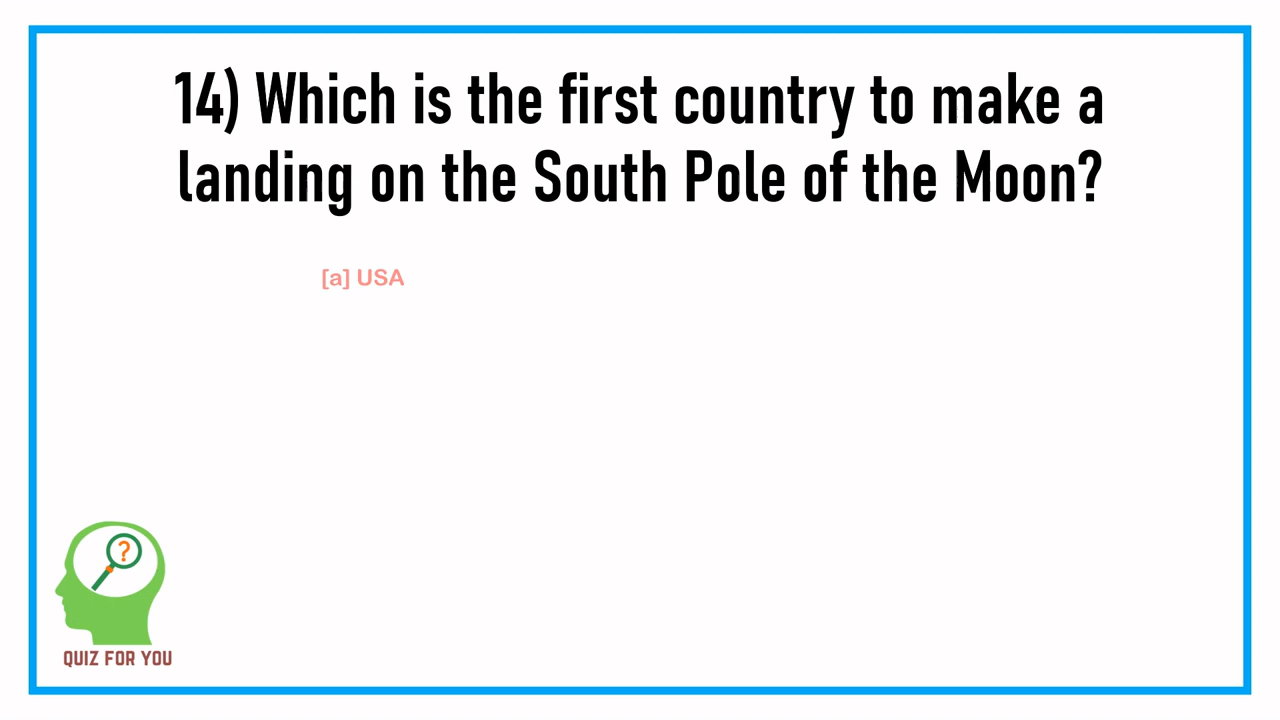 14) Which is the first country to make a
landing on the South Pole of the Moon?
[a] USA
?
QUIZ FOR YOU